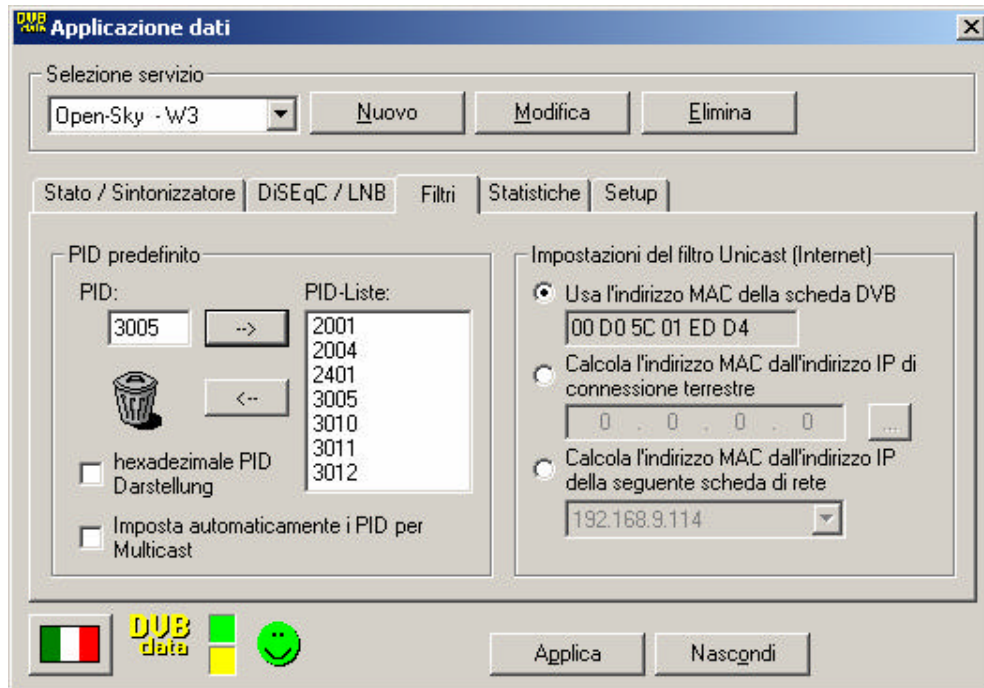 DVB data Applicazione dati
Selezione servizio
Open-Sky - W3
Nuovo
Modifica
Elimina
Stato / Sintonizzatore
DiSEqC / LNB
Filtri
Statistiche
Setup
PID predefinito
PID:
PID-Liste:
3005
-->
2001
2004
2401
3005
3010
3011
3012
<--
hexadezimale PID
Darstellung
Imposta automaticamente i PID per
Multicast
Impostazioni del filtro Unicast (Internet)
Usa l'indirizzo MAC della scheda DVB
00 D0 5C 01 ED D4
Calcola l'indirizzo MAC dall'indirizzo IP di
connessione terrestre
0 . 0 . 0 . 0
...
Calcola l'indirizzo MAC dall'indirizzo IP
della seguente scheda di rete
192.168.9.114
DVB
data
Applica
Nascondi